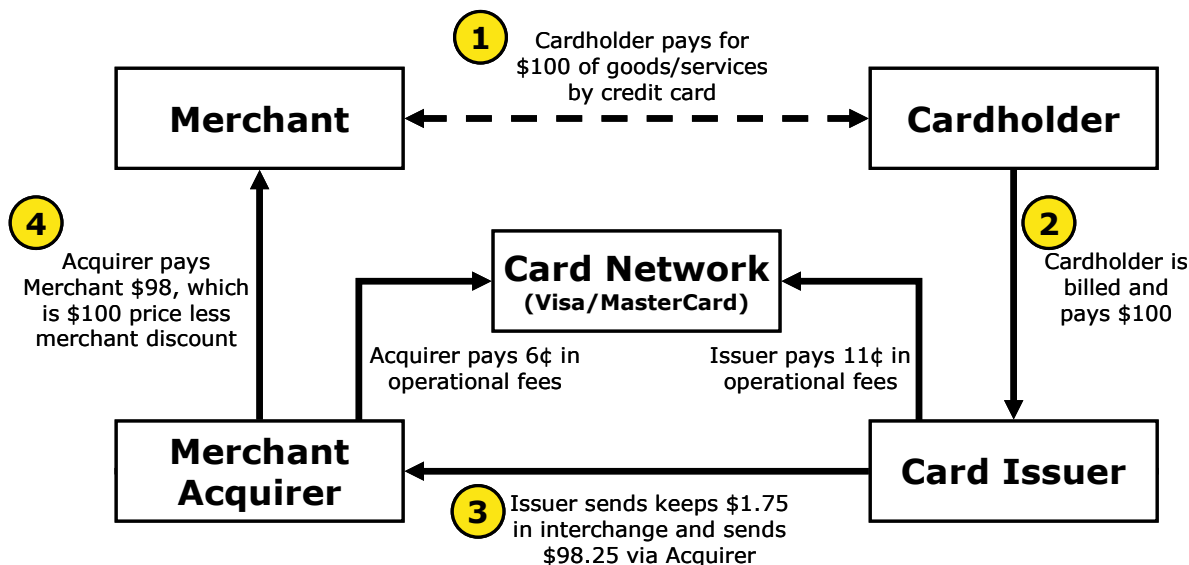 1
Cardholder pays for
$100 of goods/services
by credit card
Merchant
Cardholder
4
Acquirer pays
Merchant $98, which
is $100 price less
merchant discount
Card Network
(Visa/MasterCard)
2
Cardholder is
billed and
pays $100
Acquirer pays 6¢ in
operational fees
Issuer pays 11¢ in
operational fees
Merchant
Acquirer
Card Issuer
3
Issuer sends keeps $1.75
in interchange and sends
$98.25 via Acquirer